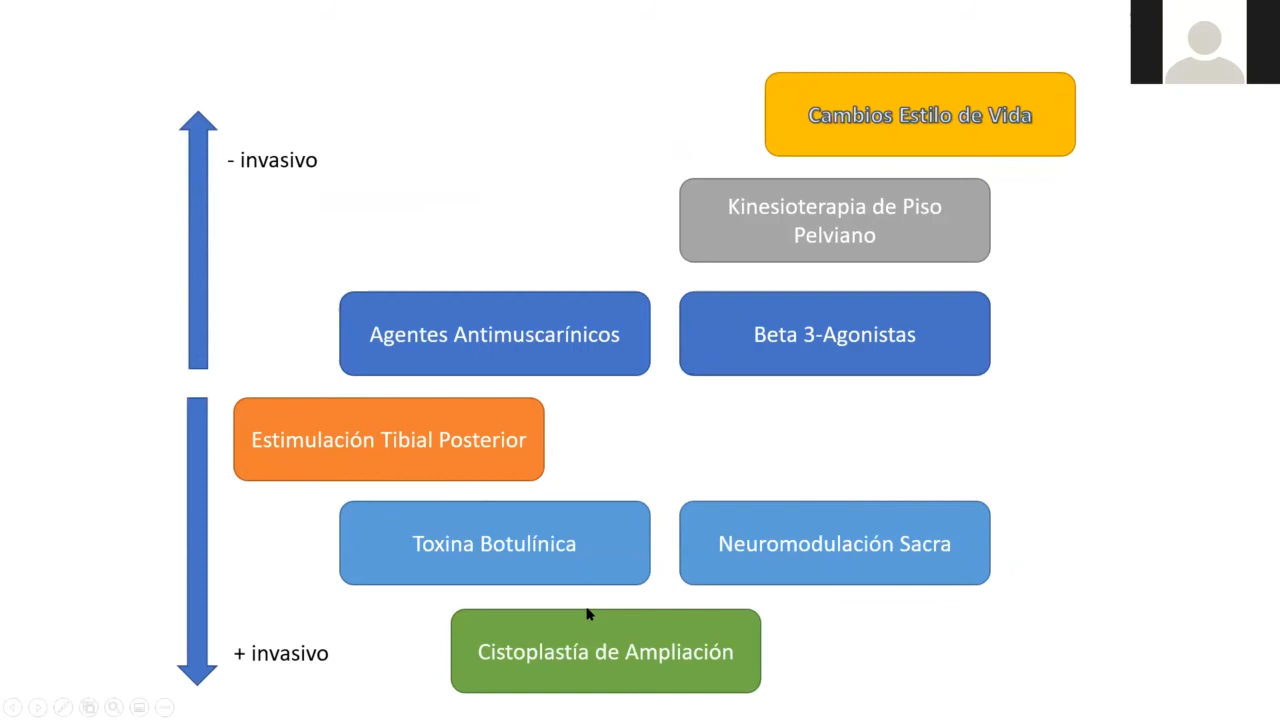 Cambios Estilo de Vida
- invasivo
Kinesioterapia de Piso
Pelviano
Agentes Antimuscarínicos
Beta 3-Agonistas
Estimulación Tibial Posterior
Toxina Botulínica
Neuromodulación Sacra
+ invasivo
Cistoplastía de Ampliación